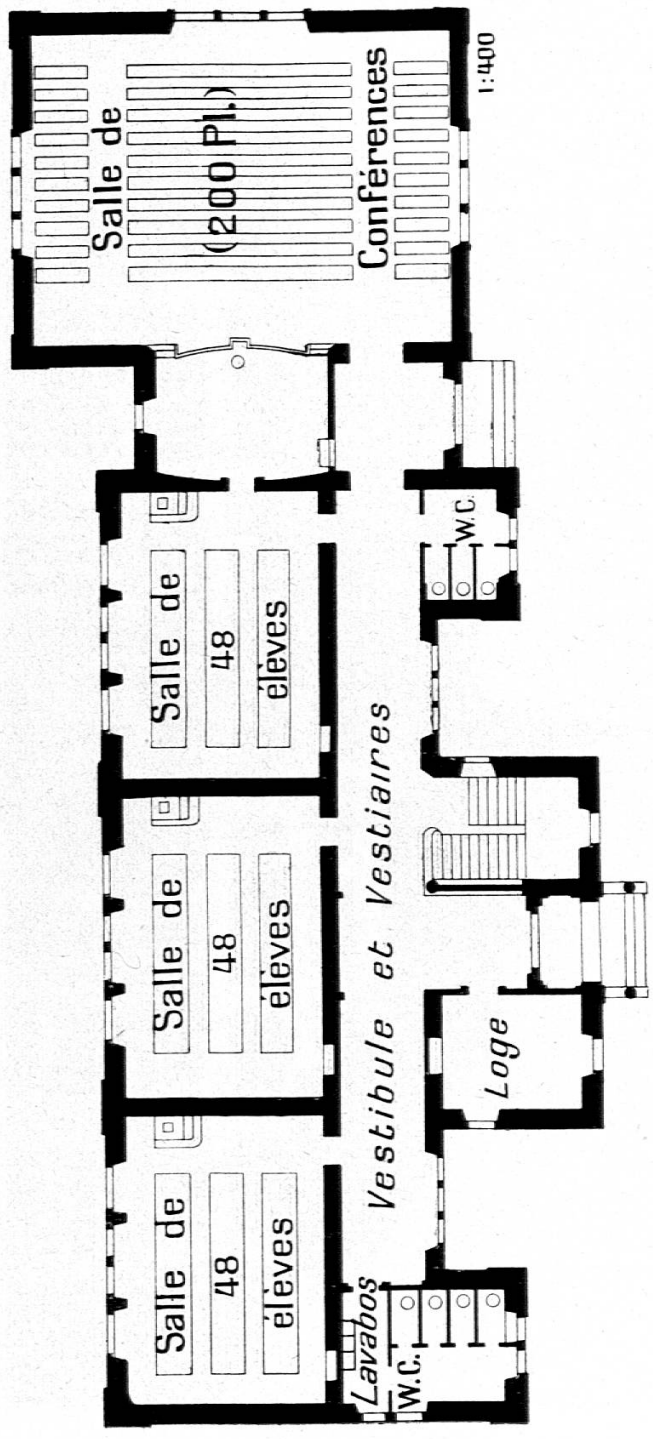 Salle de
(200 Pl.)
Conférences
1:400
W.C.
Salle de
48
élèves
Salle de
48
élèves
Salle de
48
élèves
Vestibule et Vestiaires
Loge
Lavabos
W.C.